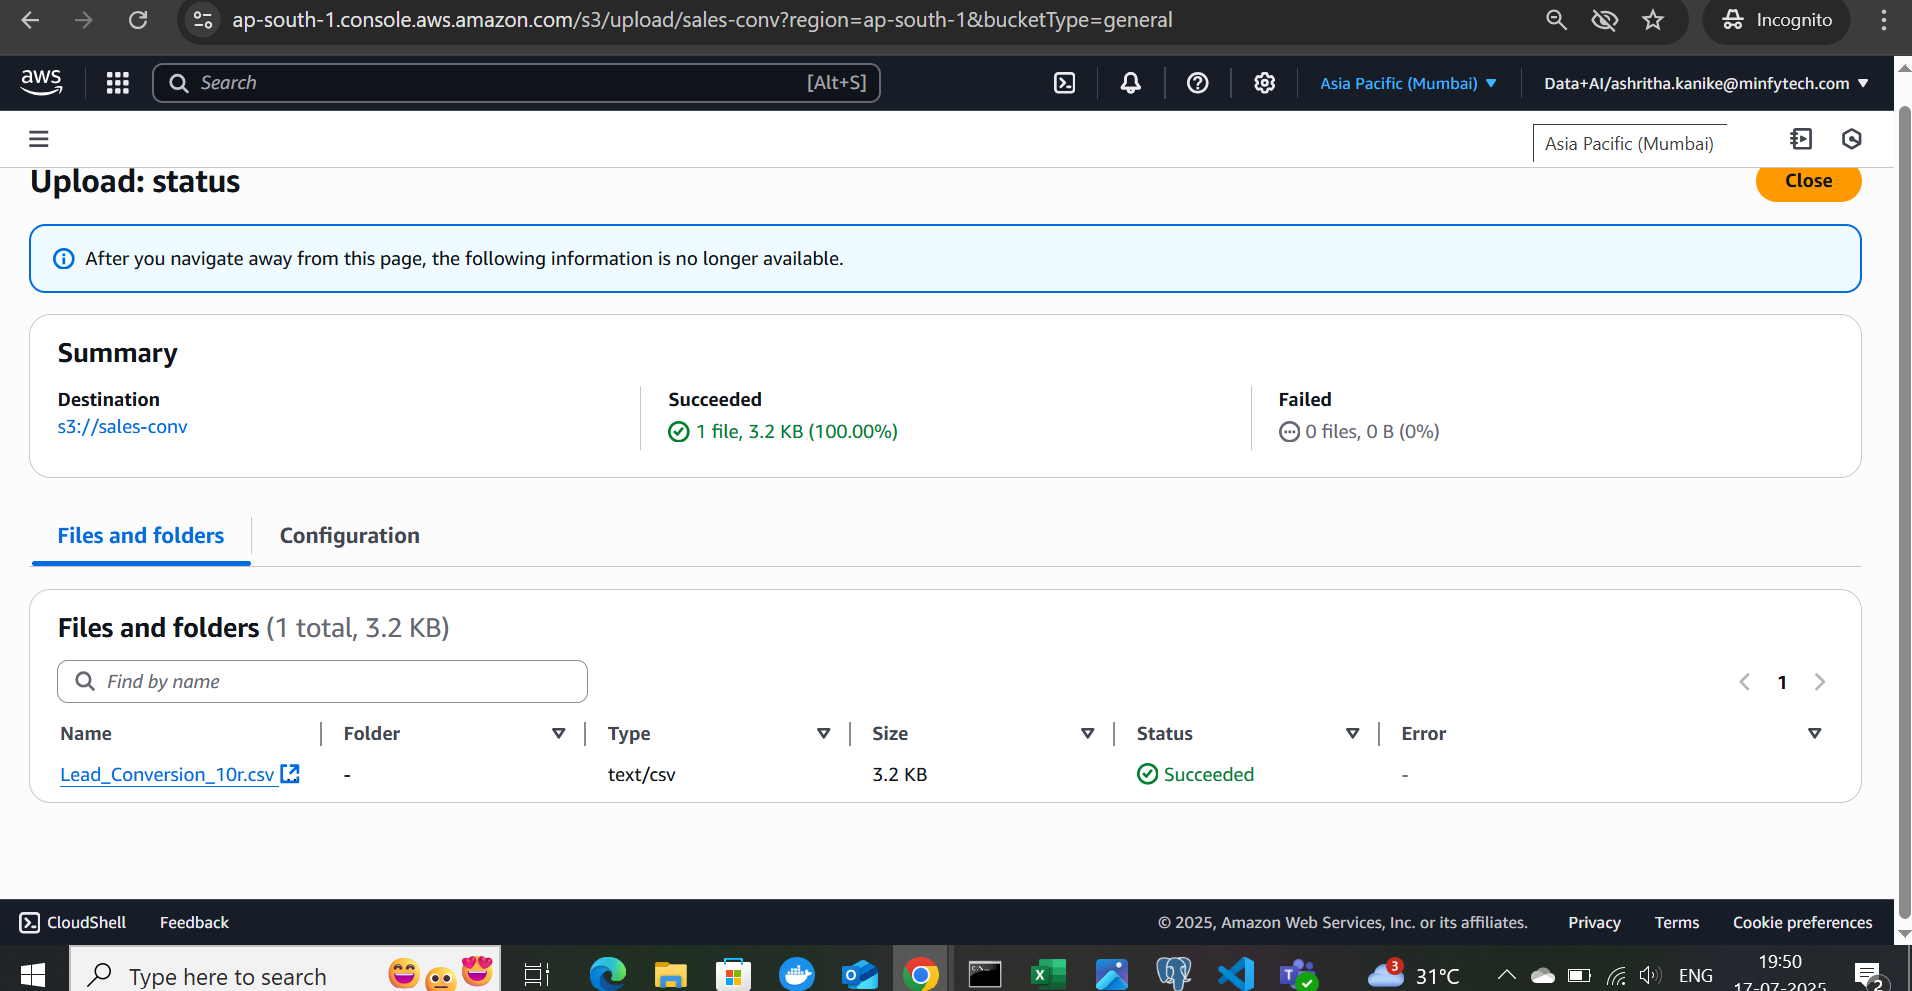 ap-south-1.console.aws.amazon.com/s3/upload/sales-conv?region=ap-south-1&bucketType=general
Incognito
aws
Search
[Alt+S]
Asia Pacific (Mumbai)
Data+AI/ashritha.kanike@minfytech.com
Asia Pacific (Mumbai)
Upload: status
Close
After you navigate away from this page, the following information is no longer available.
Summary
Destination
s3://sales-conv
Succeeded
1 file, 3.2 KB (100.00%)
Failed
0 files, 0 B (0%)
Files and folders
Configuration
Files and folders (1 total, 3.2 KB)
Find by name
1
Name Folder Type Size Status Error
Lead_Conversion_10r.csv - text/csv 3.2 KB Succeeded -
CloudShell Feedback
© 2025, Amazon Web Services, Inc. or its affiliates. Privacy Terms Cookie preferences
Type here to search
3
31°C
ENG
19:50
17-07-2025
2